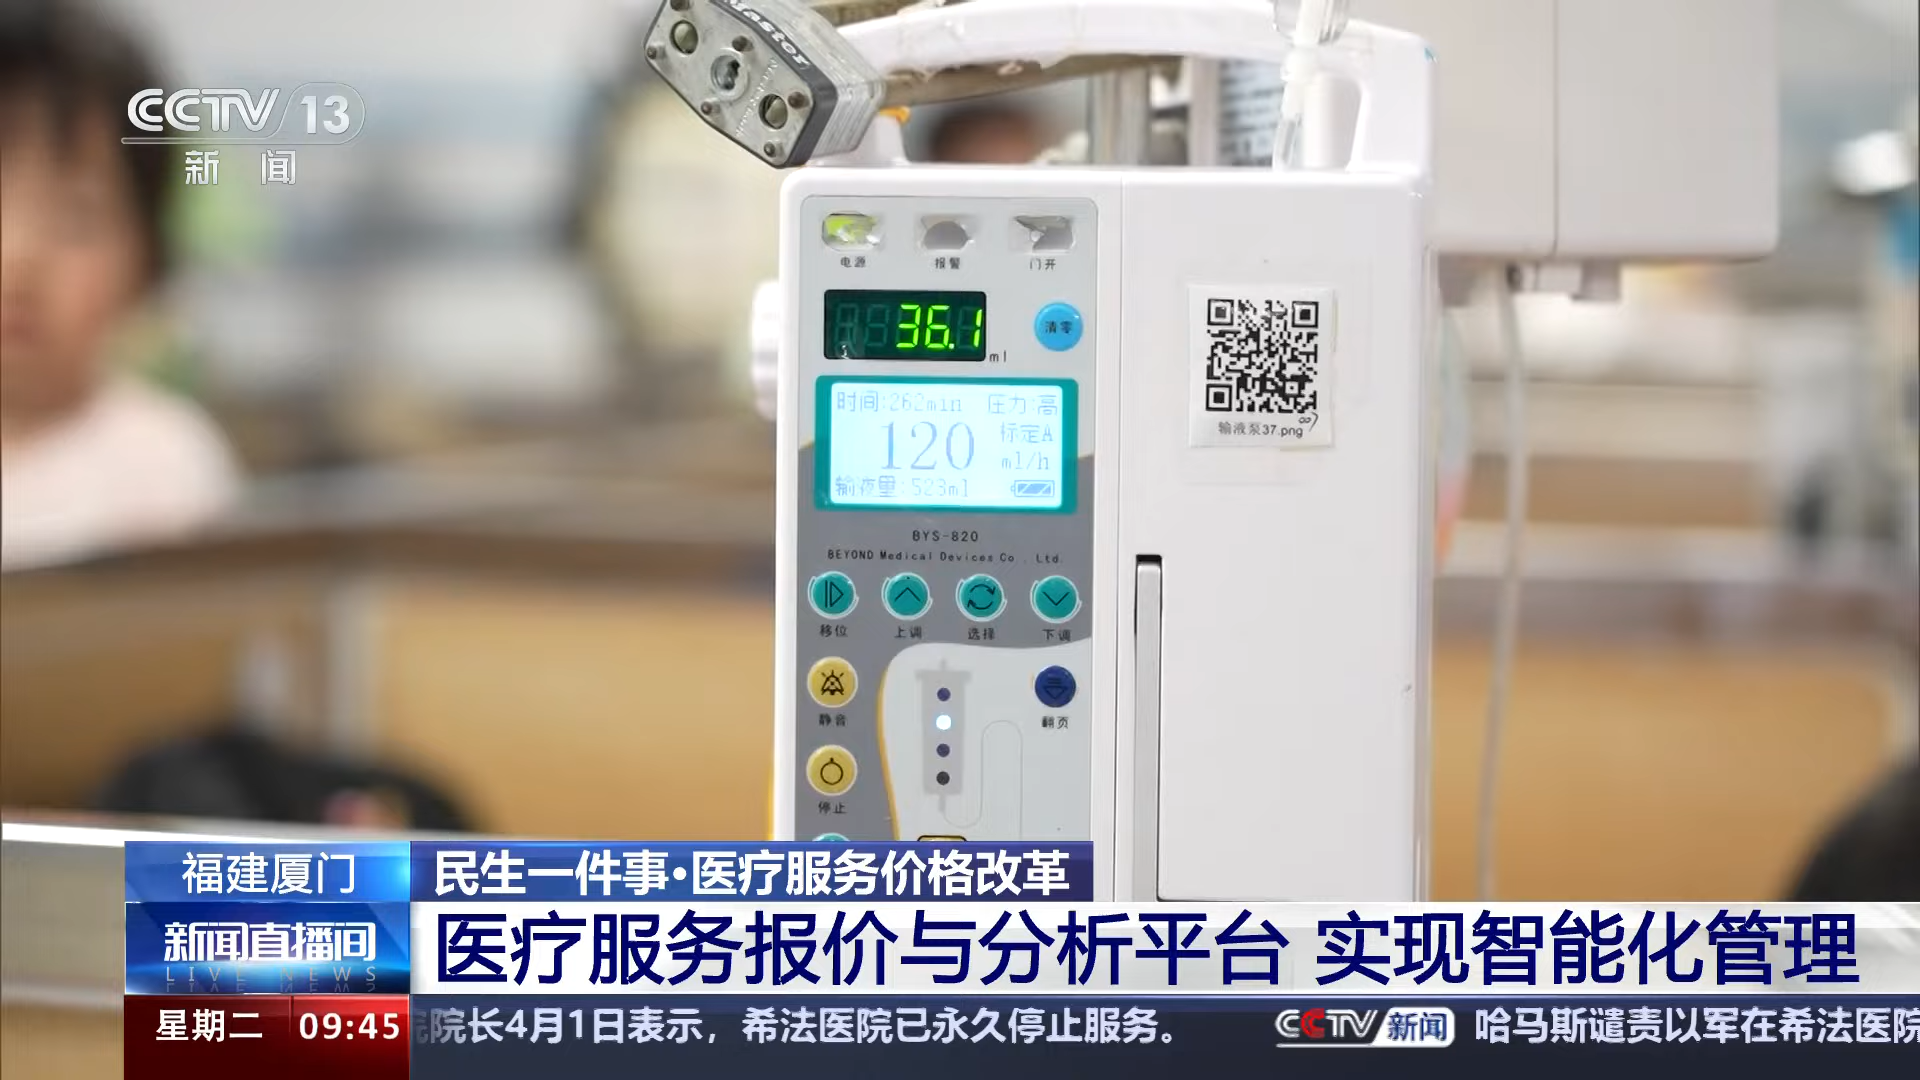 CCTV 13
新闻
Master
电源 报警 门开
36.1
ml
清零
时间:262min 压力:高
120
标定A
ml/h
输液量:523ml
输液泵37.png
BYS-820
BEYOND Medical Devices Co., Ltd.
移位 上调 选择 下调
静音
翻页
停止
福建厦门
民生一件事·医疗服务价格改革
新闻直播间
LIVE NEWS
医疗服务报价与分析平台 实现智能化管理
星期二 09:45
院长4月1日表示，希法医院已永久停止服务。 CCTV新闻 哈马斯谴责以军在希法医院